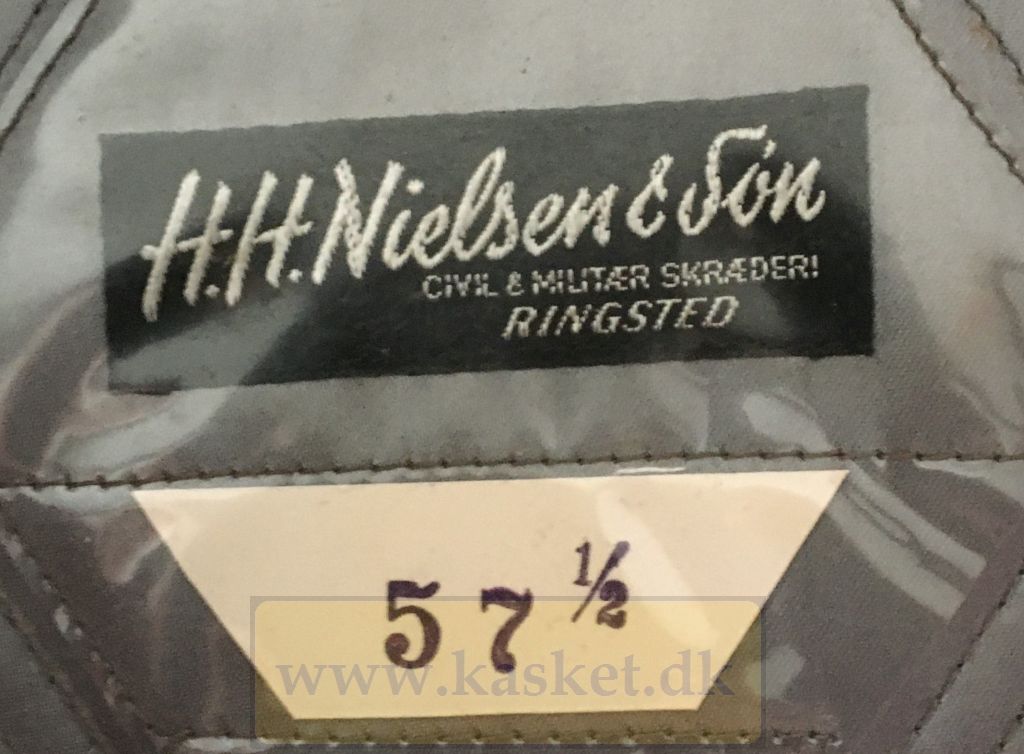 H.H. Nielsen & Søn
CIVIL & MILITÆR SKRÆDERI
RINGSTED
57 ½
www.kasket.dk